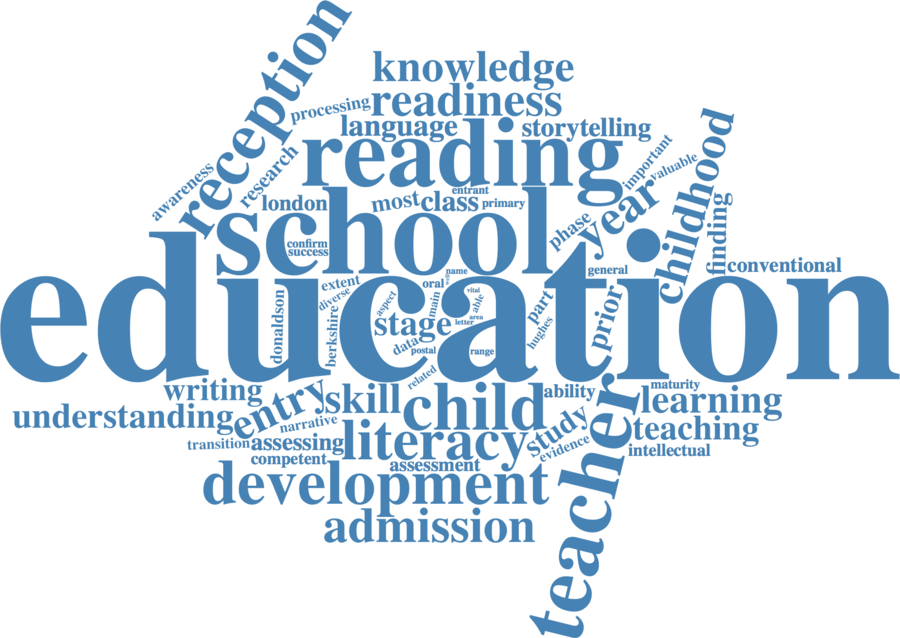 reception
knowledge
processing
readiness
language
storytelling
reading
awareness
research
important
valuable
childhood
london
most
class
entrant
primary
school
year
phase
finding
confirm
success
general
conventional
education
extent
diverse
oral
name
main
aspect
vital
able
area
letter
stage
data
postal
range
related
donaldson
berkshire
part
hughes
prior
writing
understanding
entry
skill
child
ability
maturity
learning
narrative
transition
assessing
literacy
study
evidence
teaching
intellectual
competent
assessment
development
admission
teacher